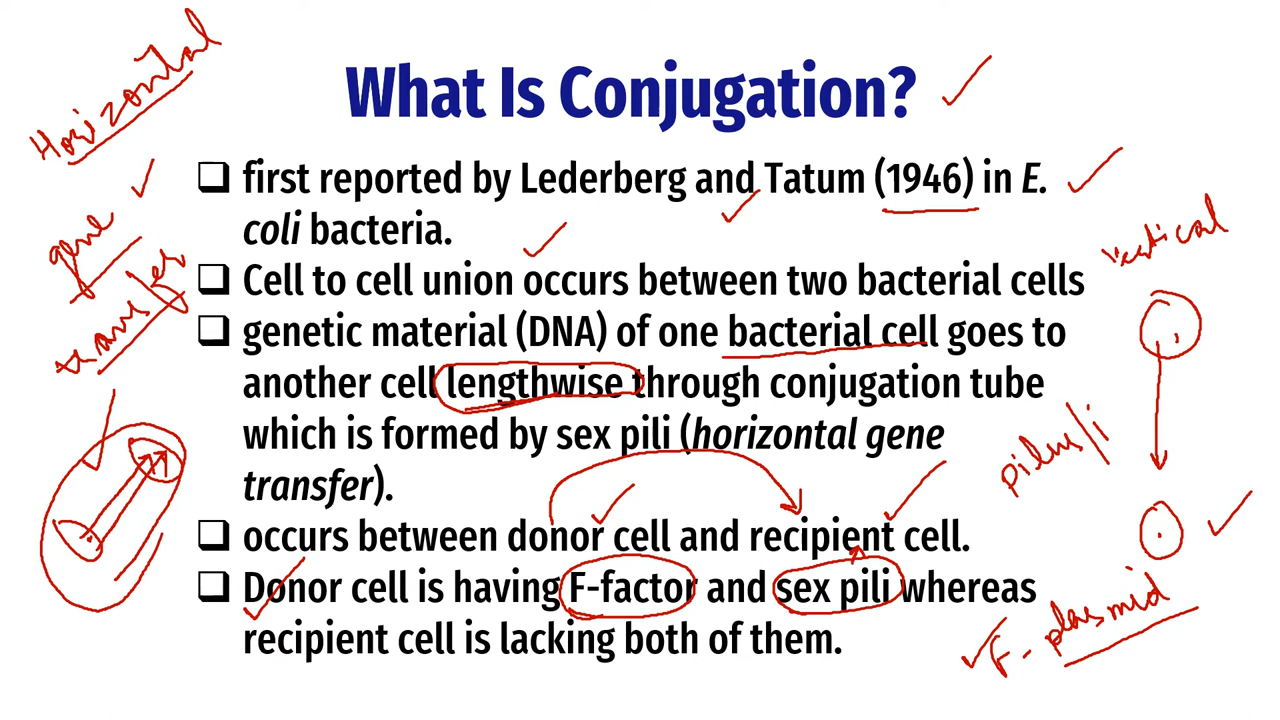 What Is Conjugation?
❑ first reported by Lederberg and Tatum (1946) in E.
coli bacteria.
❑ Cell to cell union occurs between two bacterial cells
❑ genetic material (DNA) of one bacterial cell goes to
another cell lengthwise through conjugation tube
which is formed by sex pili (horizontal gene
transfer).
❑ occurs between donor cell and recipient cell.
❑ Donor cell is having F-factor and sex pili whereas
recipient cell is lacking both of them.
Horizontal
gene
transfer
vertical
pilus/i
F- plasmid